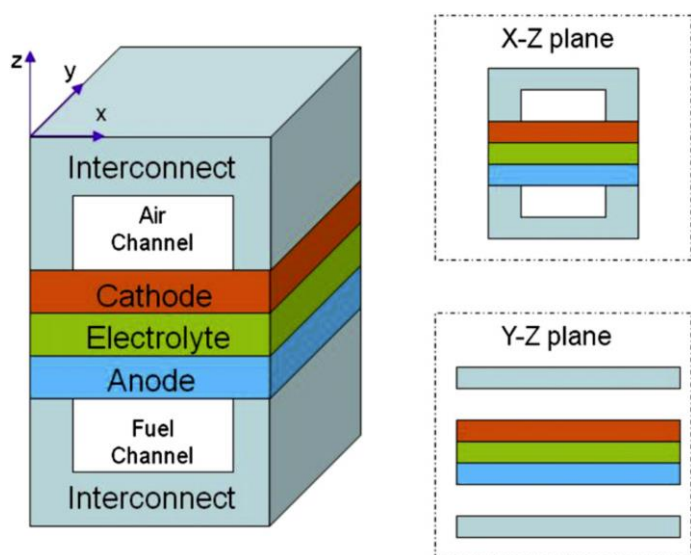 z
y
x
Interconnect
Air
Channel
Cathode
Electrolyte
Anode
Fuel
Channel
Interconnect
X-Z plane
Y-Z plane